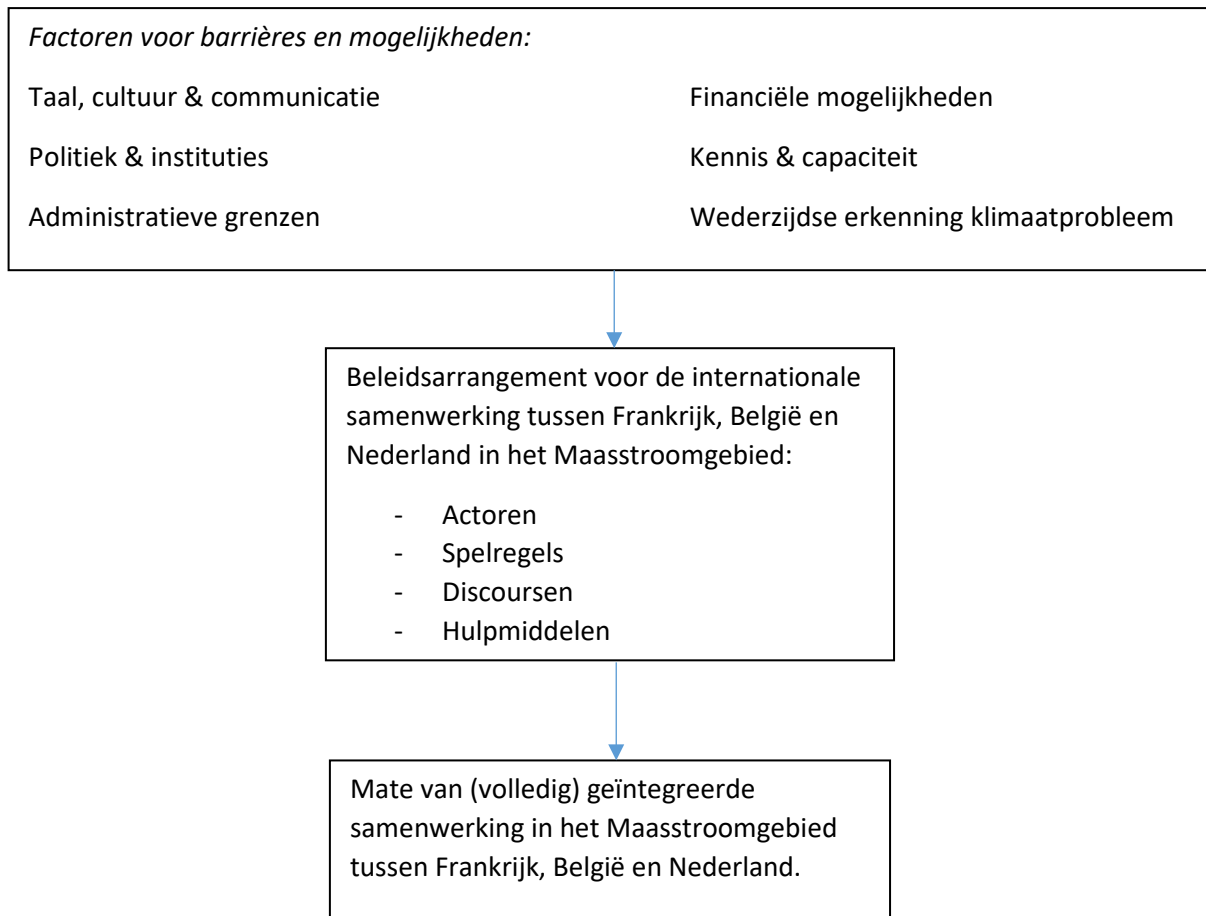 Factoren voor barrières en mogelijkheden:
Taal, cultuur & communicatie
Financiële mogelijkheden
Politiek & instituties
Kennis & capaciteit
Administratieve grenzen
Wederzijdse erkenning klimaatprobleem
Beleidsarrangement voor de internationale
samenwerking tussen Frankrijk, België en
Nederland in het Maasstroomgebied:
- Actoren
- Spelregels
- Discoursen
- Hulpmiddelen
Mate van (volledig) geïntegreerde
samenwerking in het Maasstroomgebied
tussen Frankrijk, België en Nederland.